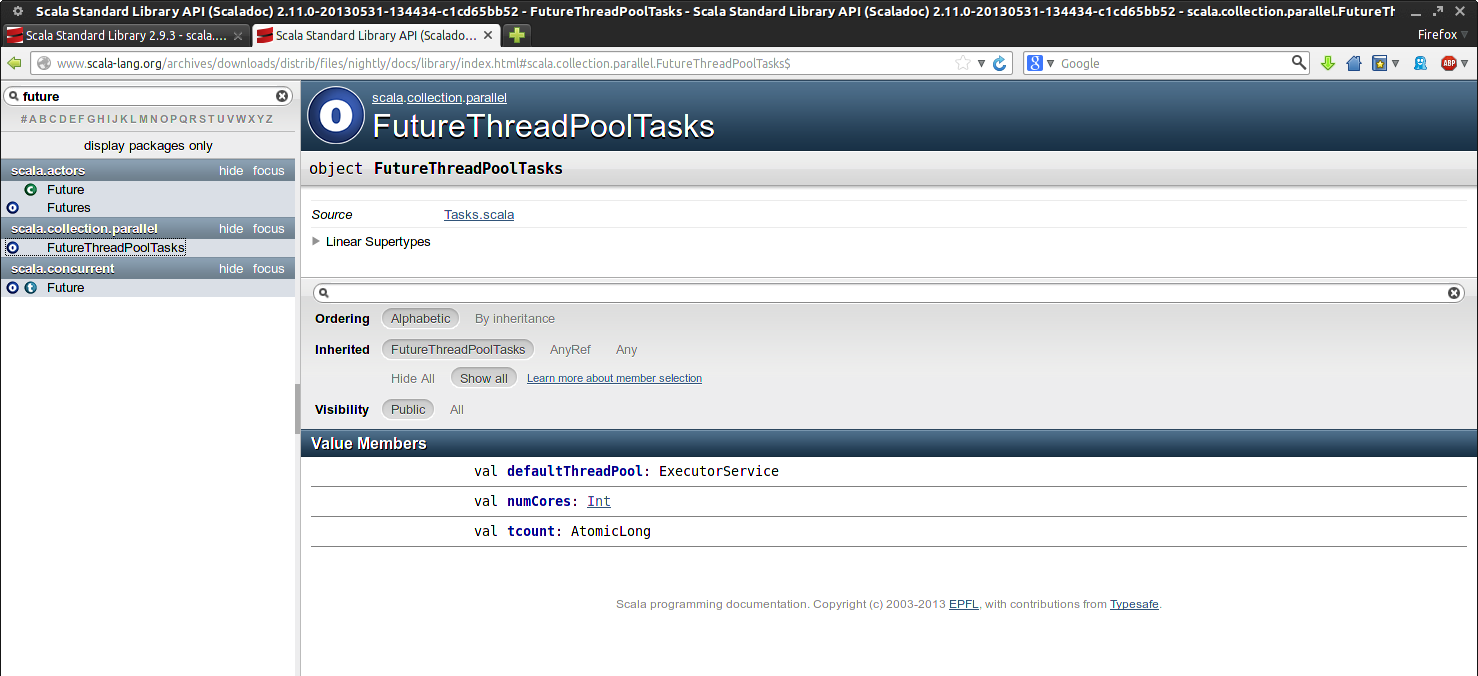 Scala Standard Library API (Scaladoc) 2.11.0-20130531-134434-c1cd65bb52 - FutureThreadPoolTasks - Scala Standard Library API (Scaladoc) 2.11.0-20130531-134434-c1cd65bb52 - scala.collection.parallel.FutureTh
Scala Standard Library 2.9.3 - scala.... Scala Standard Library API (Scalado... Firefox
www.scala-lang.org/archives/downloads/distrib/files/nightly/docs/library/index.html#scala.collection.parallel.FutureThreadPoolTasks$ 8 Google ABP
future
# A B C D E F G H I J K L M N O P Q R S T U V W X Y Z
display packages only
scala.actors hide focus
C Future
O Futures
scala.collection.parallel hide focus
O FutureThreadPoolTasks
scala.concurrent hide focus
O t Future
O
scala.collection.parallel
FutureThreadPoolTasks
object FutureThreadPoolTasks
Source Tasks.scala
Linear Supertypes
Ordering Alphabetic By inheritance
Inherited FutureThreadPoolTasks AnyRef Any
Hide All Show all Learn more about member selection
Visibility Public All
Value Members
val defaultThreadPool: ExecutorService
val numCores: Int
val tcount: AtomicLong
Scala programming documentation. Copyright (c) 2003-2013 EPFL, with contributions from Typesafe.